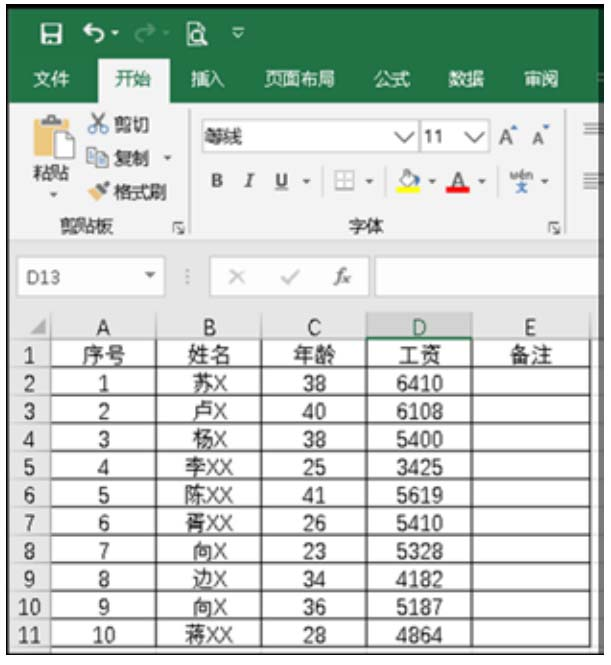 文件 开始 插入 页面布局 公式 数据 审阅
剪切
复制
粘贴 格式刷
剪贴板
等线 11 A A
B I U A wén 文
字体
D13 fx
A B C D E
1 序号 姓名 年龄 工资 备注
2 1 苏X 38 6410
3 2 卢X 40 6108
4 3 杨X 38 5400
5 4 李XX 25 3425
6 5 陈XX 41 5619
7 6 胥XX 26 5410
8 7 向X 23 5328
9 8 边X 34 4182
10 9 向X 36 5187
11 10 蒋XX 28 4864